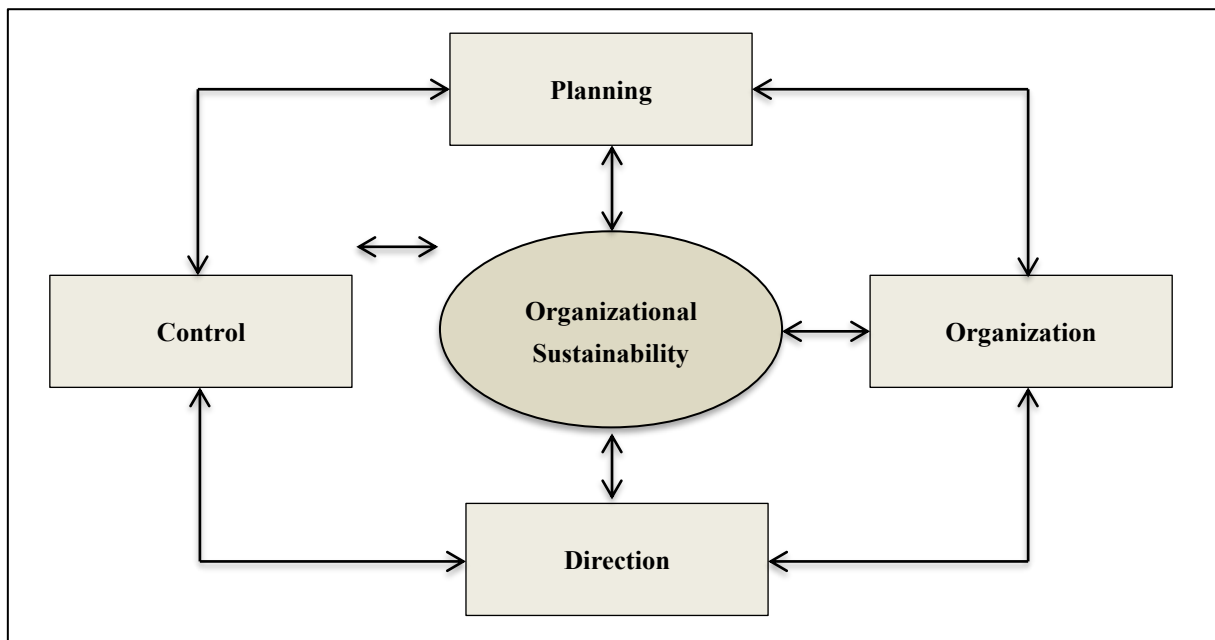 Planning
Control
Organizational
Sustainability
Organization
Direction